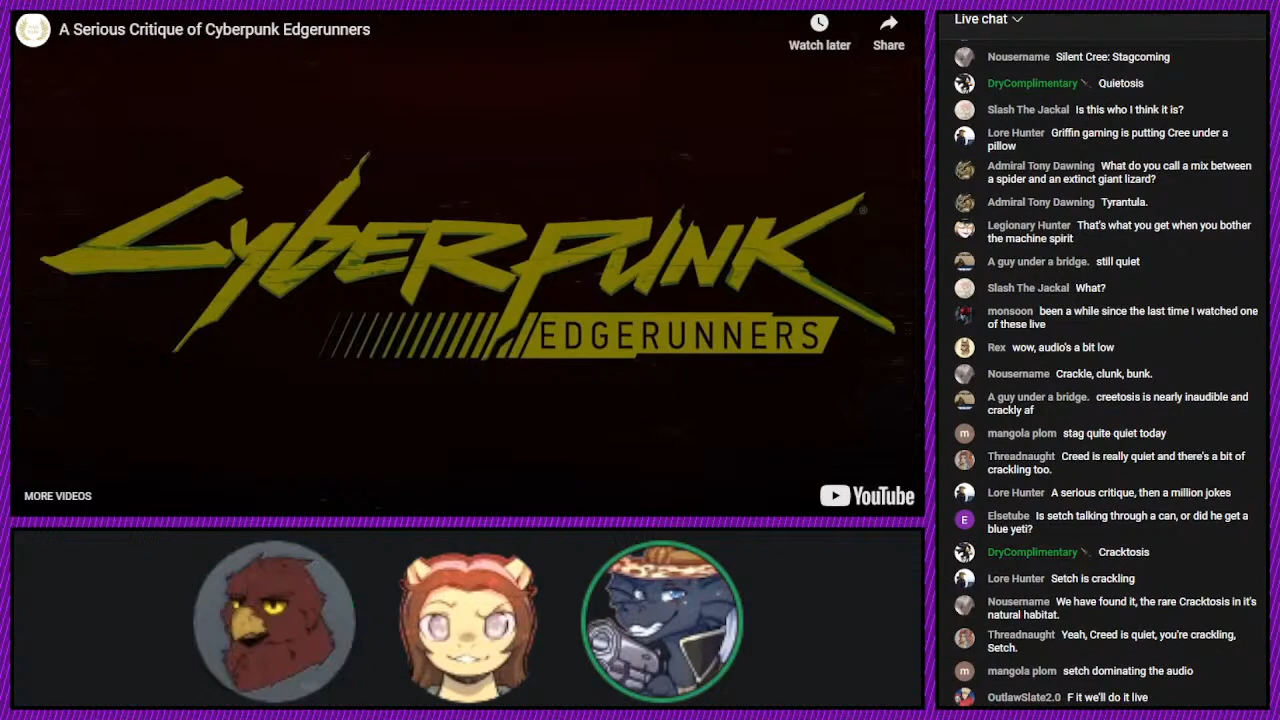 A Serious Critique of Cyberpunk Edgerunners
Watch later
Share
CYBERPUNK
EDGERUNNERS
MORE VIDEOS
YouTube
Live chat
Nousername Silent Cree: Stagcoming
DryComplimentary Quietosis
Slash The Jackal Is this who I think it is?
Lore Hunter Griffin gaming is putting Cree under a
pillow
Admiral Tony Dawning What do you call a mix between
a spider and an extinct giant lizard?
Admiral Tony Dawning Tyrantula.
Legionary Hunter That's what you get when you bother
the machine spirit
A guy under a bridge. still quiet
Slash The Jackal What?
monsoon been a while since the last time I watched one
of these live
Rex wow, audio's a bit low
Nousername Crackle, clunk, bunk.
A guy under a bridge. creetosis is nearly inaudible and
crackly af
m
mangola plom stag quite quiet today
Threadnaught Creed is really quiet and there's a bit of
crackling too.
Lore Hunter A serious critique, then a million jokes
E
Elsetube Is setch talking through a can, or did he get a
blue yeti?
DryComplimentary Cracktosis
Lore Hunter Setch is crackling
Nousername We have found it, the rare Cracktosis in it's
natural habitat.
Threadnaught Yeah, Creed is quiet, you're crackling,
Setch.
m
mangola plom setch dominating the audio
OutlawSlate2.0 F it we'll do it live